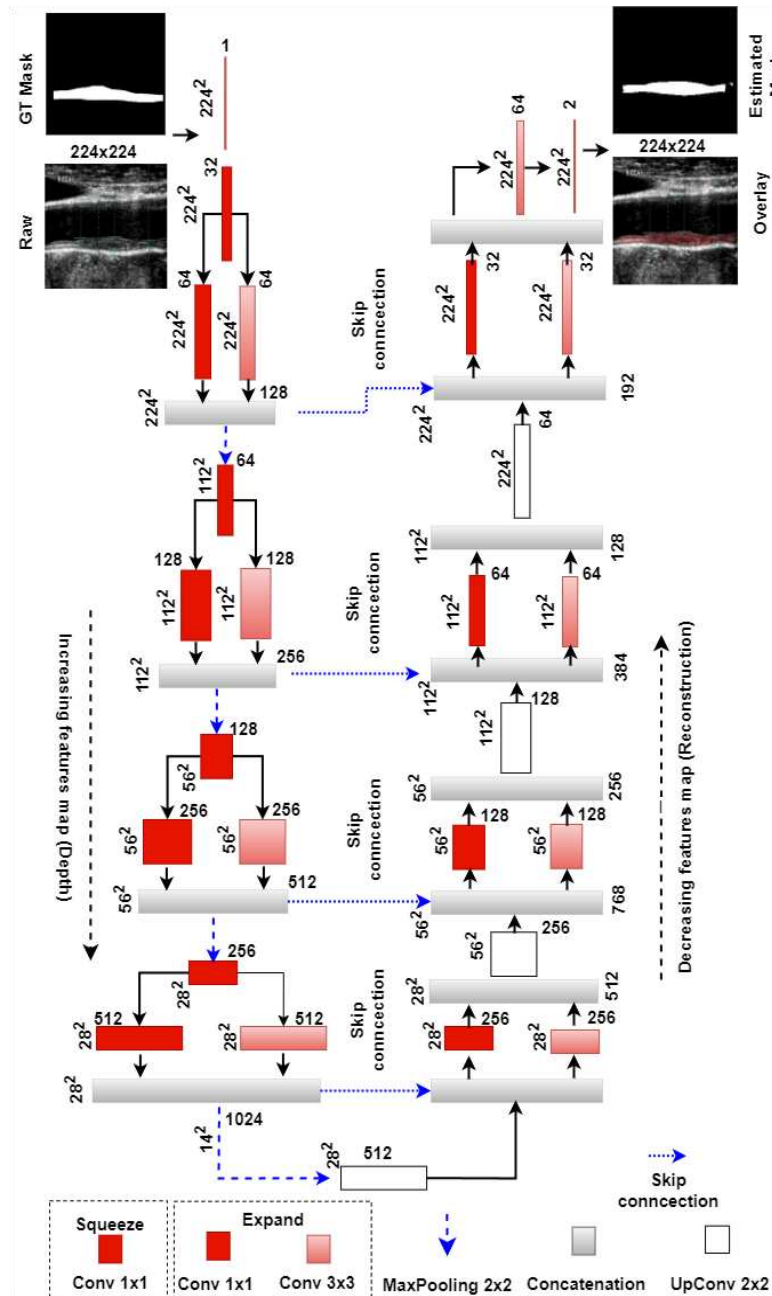 GT Mask
1
224²
224x224
Raw
32
224²
64
64
224²
224²
128
224²
64
112²
128
128
112²
112²
256
112²
128
56²
256
256
56²
56²
512
56²
256
28²
512
512
28²
28²
28²
1024
14²
28²
512
Increasing features map (Depth)
Skip
conncection
Skip
conncection
Skip
conncection
Skip
conncection
64
2
224²
224²
Estimated
224x224
Overlay
32
32
224²
224²
192
224²
64
224²
112²
128
64
64
112²
112²
384
112²
128
112²
56²
256
128
128
56²
56²
768
56²
256
56²
28²
512
256
256
28²
28²
Decreasing features map (Reconstruction)
Squeeze
Conv 1x1
Expand
Conv 1x1
Conv 3x3
MaxPooling 2x2
Concatenation
UpConv 2x2
Skip
conncection